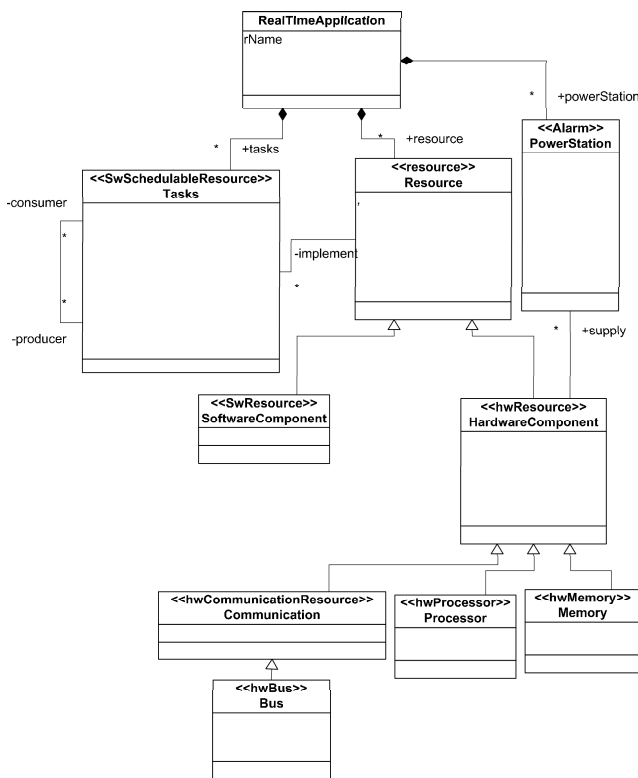 RealTimeApplication
rName
* +powerStation
* +tasks
* +resource
<<Alarm>>
PowerStation
<<SwSchedulableResource>>
Tasks
<<resource>>
Resource
-consumer
*
,
-implement
*
*
-producer
* +supply
<<SwResource>>
SoftwareComponent
<<hwResource>>
HardwareComponent
<<hwCommunicationResource>>
Communication
<<hwProcessor>>
Processor
<<hwMemory>>
Memory
<<hwBus>>
Bus